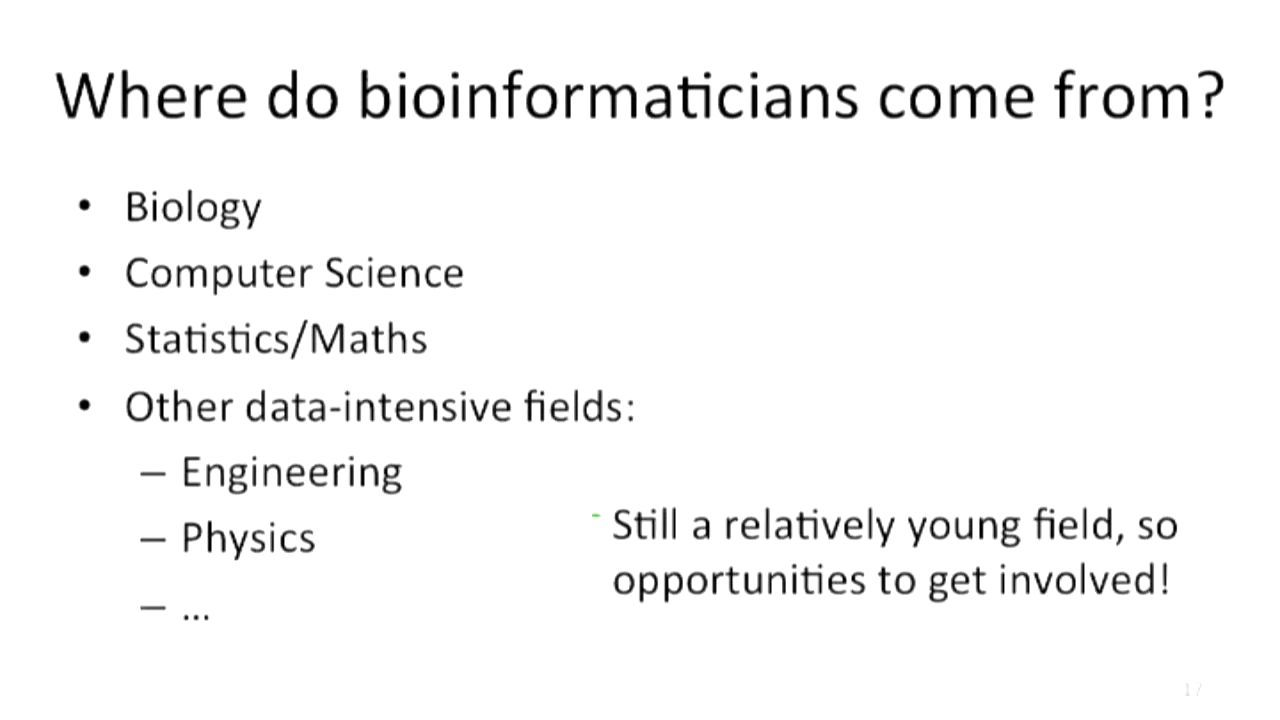 Where do bioinformaticians come from?
• Biology
• Computer Science
• Statistics/Maths
• Other data-intensive fields:
– Engineering
– Physics
– ...
- Still a relatively young field, so
opportunities to get involved!
17